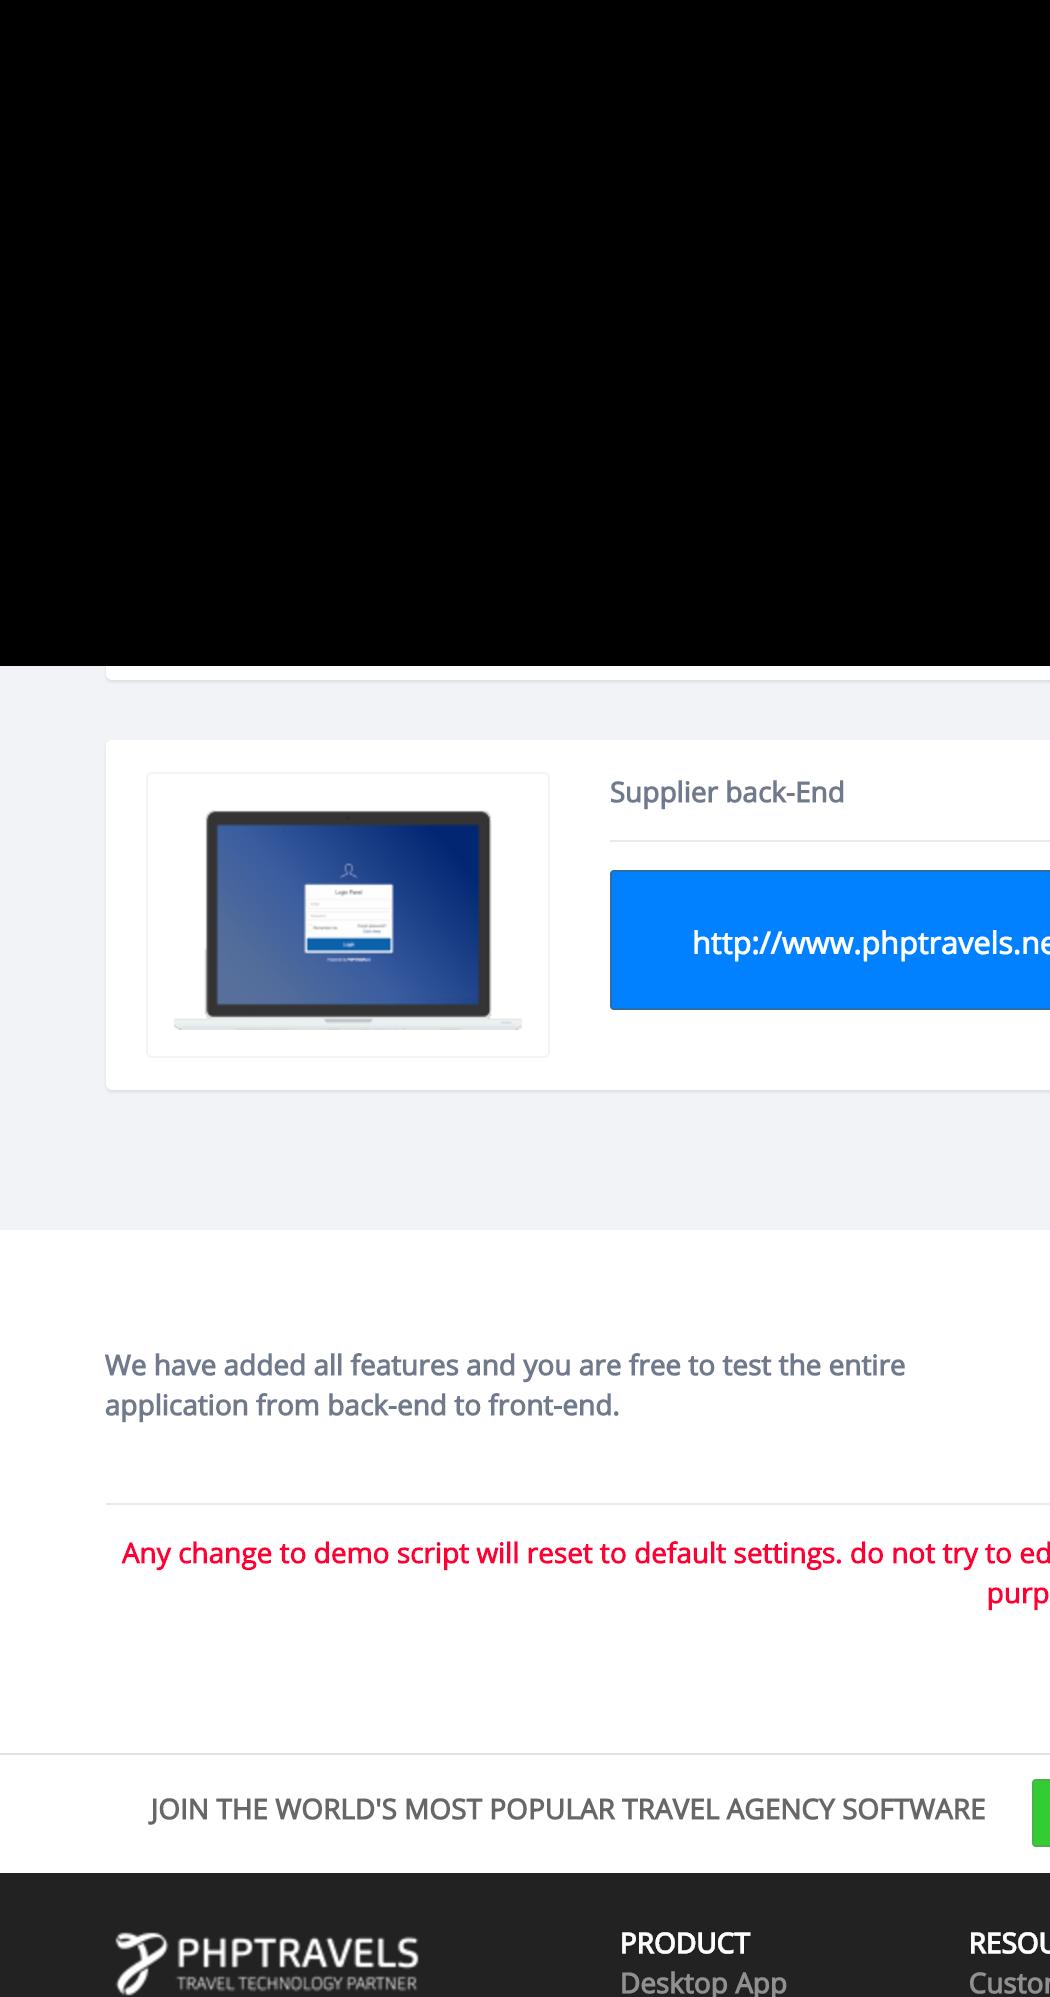 Supplier back-End
Login Panel
Remember me
Forget password?
Login
http://www.phptravels.ne
We have added all features and you are free to test the entire
application from back-end to front-end.
Any change to demo script will reset to default settings. do not try to ed
purp
JOIN THE WORLD'S MOST POPULAR TRAVEL AGENCY SOFTWARE
PHPTRAVELS
TRAVEL TECHNOLOGY PARTNER
PRODUCT
Desktop App
RESOU
Custom